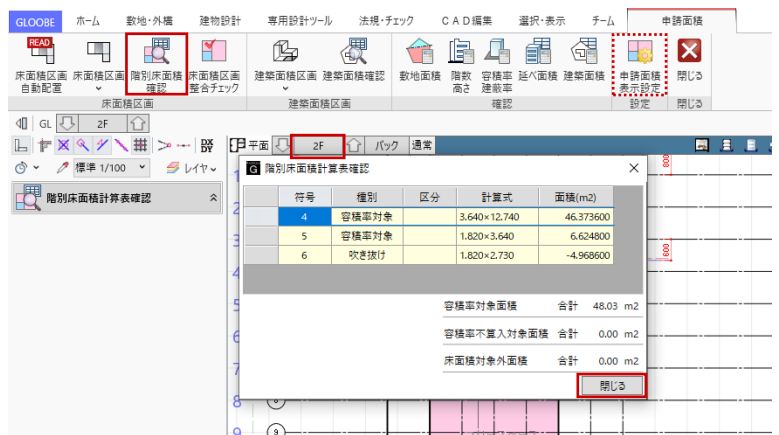 GLOOBE ホーム 敷地・外構 建物設計 専用設計ツール 法規・チェック CAD編集 選択・表示 チーム 申請面積
READ
床面積区画 床面積区画 階別床面積 床面積区画 建築面積区画 建築面積確認 敷地面積 階数 容積率 延べ面積 建築面積 申請面積 閉じる
自動配置 確認 整合チェック 高さ 建蔽率 表示設定
床面積区画 建築面積区画 確認 設定 閉じる
GL 2F
平面 2F パック 通常
標準 1/100 レイヤ
階別床面積計算表確認
G 階別床面積計算表確認
符号 種別 区分 計算式 面積(m2)
4 容積率対象 3.640×12.740 46.373600
5 容積率対象 1.820×3.640 6.624800
6 吹き抜け 1.820×2.730 -4.968600
容積率対象面積 合計 48.03 m2
容積率不算入対象面積 合計 0.00 m2
床面積対象外面積 合計 0.00 m2
閉じる
1
2
3
4
5
6
7
8
9